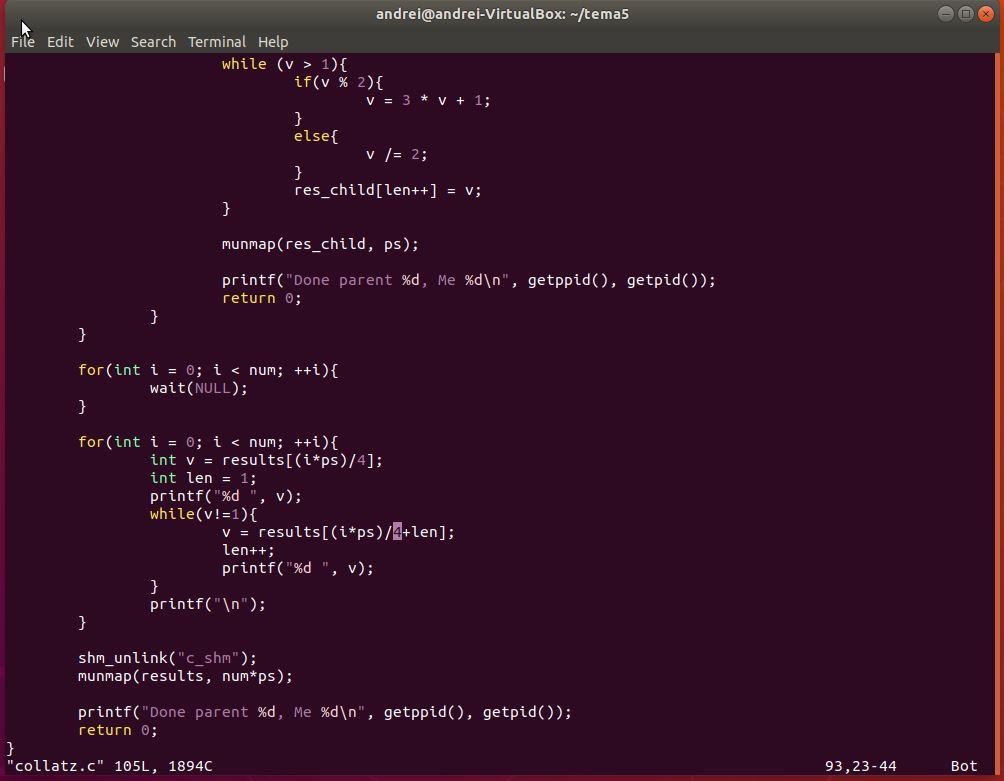 andrei@andrei-VirtualBox: ~/tema5
File Edit View Search Terminal Help
while (v > 1){
if(v % 2){
v = 3 * v + 1;
}
else{
v /= 2;
}
res_child[len++] = v;
}
munmap(res_child, ps);
printf("Done parent %d, Me %d\n", getppid(), getpid());
return 0;
}
}
for(int i = 0; i < num; ++i){
wait(NULL);
}
for(int i = 0; i < num; ++i){
int v = results[(i*ps)/4];
int len = 1;
printf("%d ", v);
while(v!=1){
v = results[(i*ps)/4+len];
len++;
printf("%d ", v);
}
printf("\n");
}
shm_unlink("c_shm");
munmap(results, num*ps);
printf("Done parent %d, Me %d\n", getppid(), getpid());
return 0;
}
"collatz.c" 105L, 1894C 93,23-44 Bot